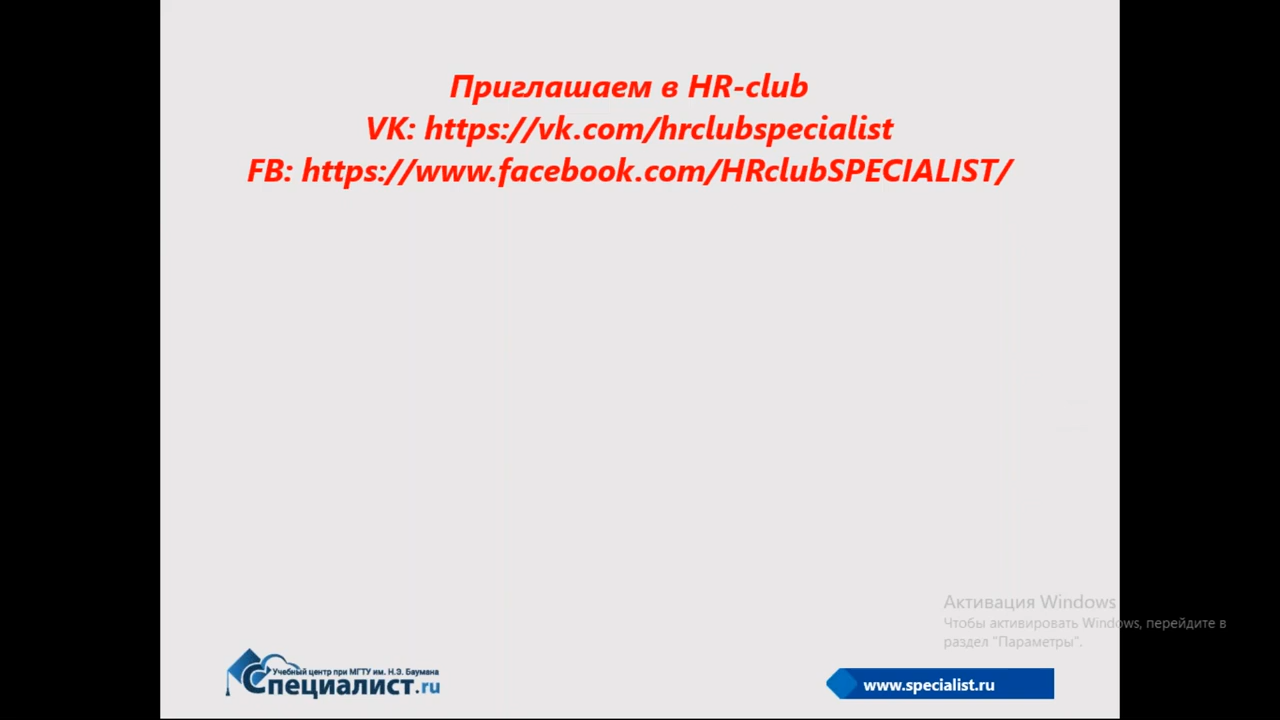 Приглашаем в HR-club
VK: https://vk.com/hrclubspecialist
FB: https://www.facebook.com/HRclubSPECIALIST/
Активация Windows
Чтобы активировать Windows, перейдите в
раздел "Параметры".
Учебный центр при МГТУ им. Н.Э. Баумана
Специалист.ru
www.specialist.ru